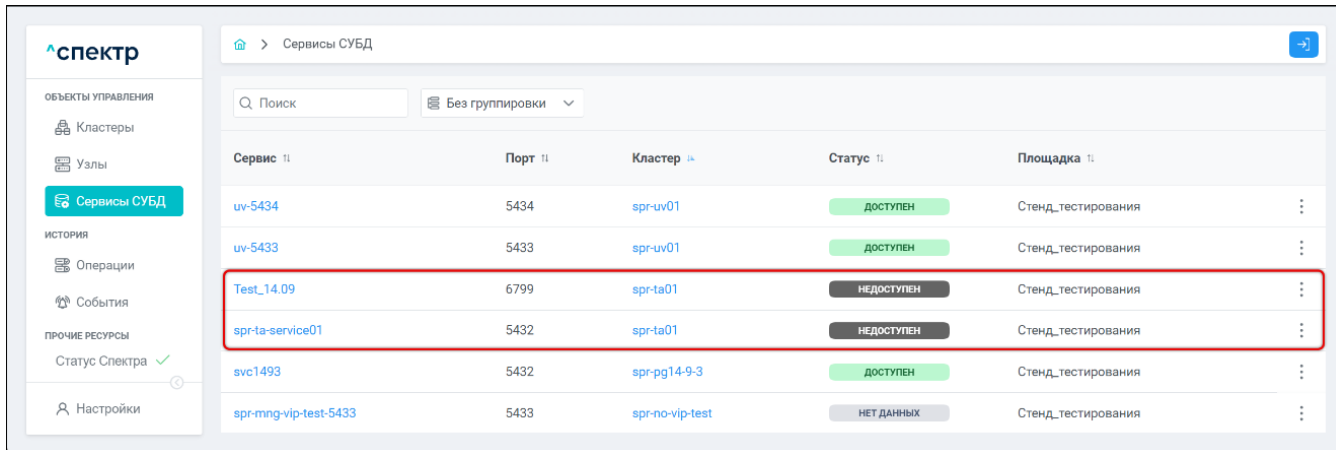 ^спектр
Сервисы СУБД
ОБЪЕКТЫ УПРАВЛЕНИЯ
Кластеры
Узлы
Сервисы СУБД
ИСТОРИЯ
Операции
События
ПРОЧИЕ РЕСУРСЫ
Статус Спектра
Настройки
Поиск
Без группировки
Сервис Порт Кластер Статус Площадка
uv-5434 5434 spr-uv01 ДОСТУПЕН Стенд_тестирования
uv-5433 5433 spr-uv01 ДОСТУПЕН Стенд_тестирования
Test_14.09 6799 spr-ta01 НЕДОСТУПЕН Стенд_тестирования
spr-ta-service01 5432 spr-ta01 НЕДОСТУПЕН Стенд_тестирования
svc1493 5432 spr-pg14-9-3 ДОСТУПЕН Стенд_тестирования
spr-mng-vip-test-5433 5433 spr-no-vip-test НЕТ ДАННЫХ Стенд_тестирования